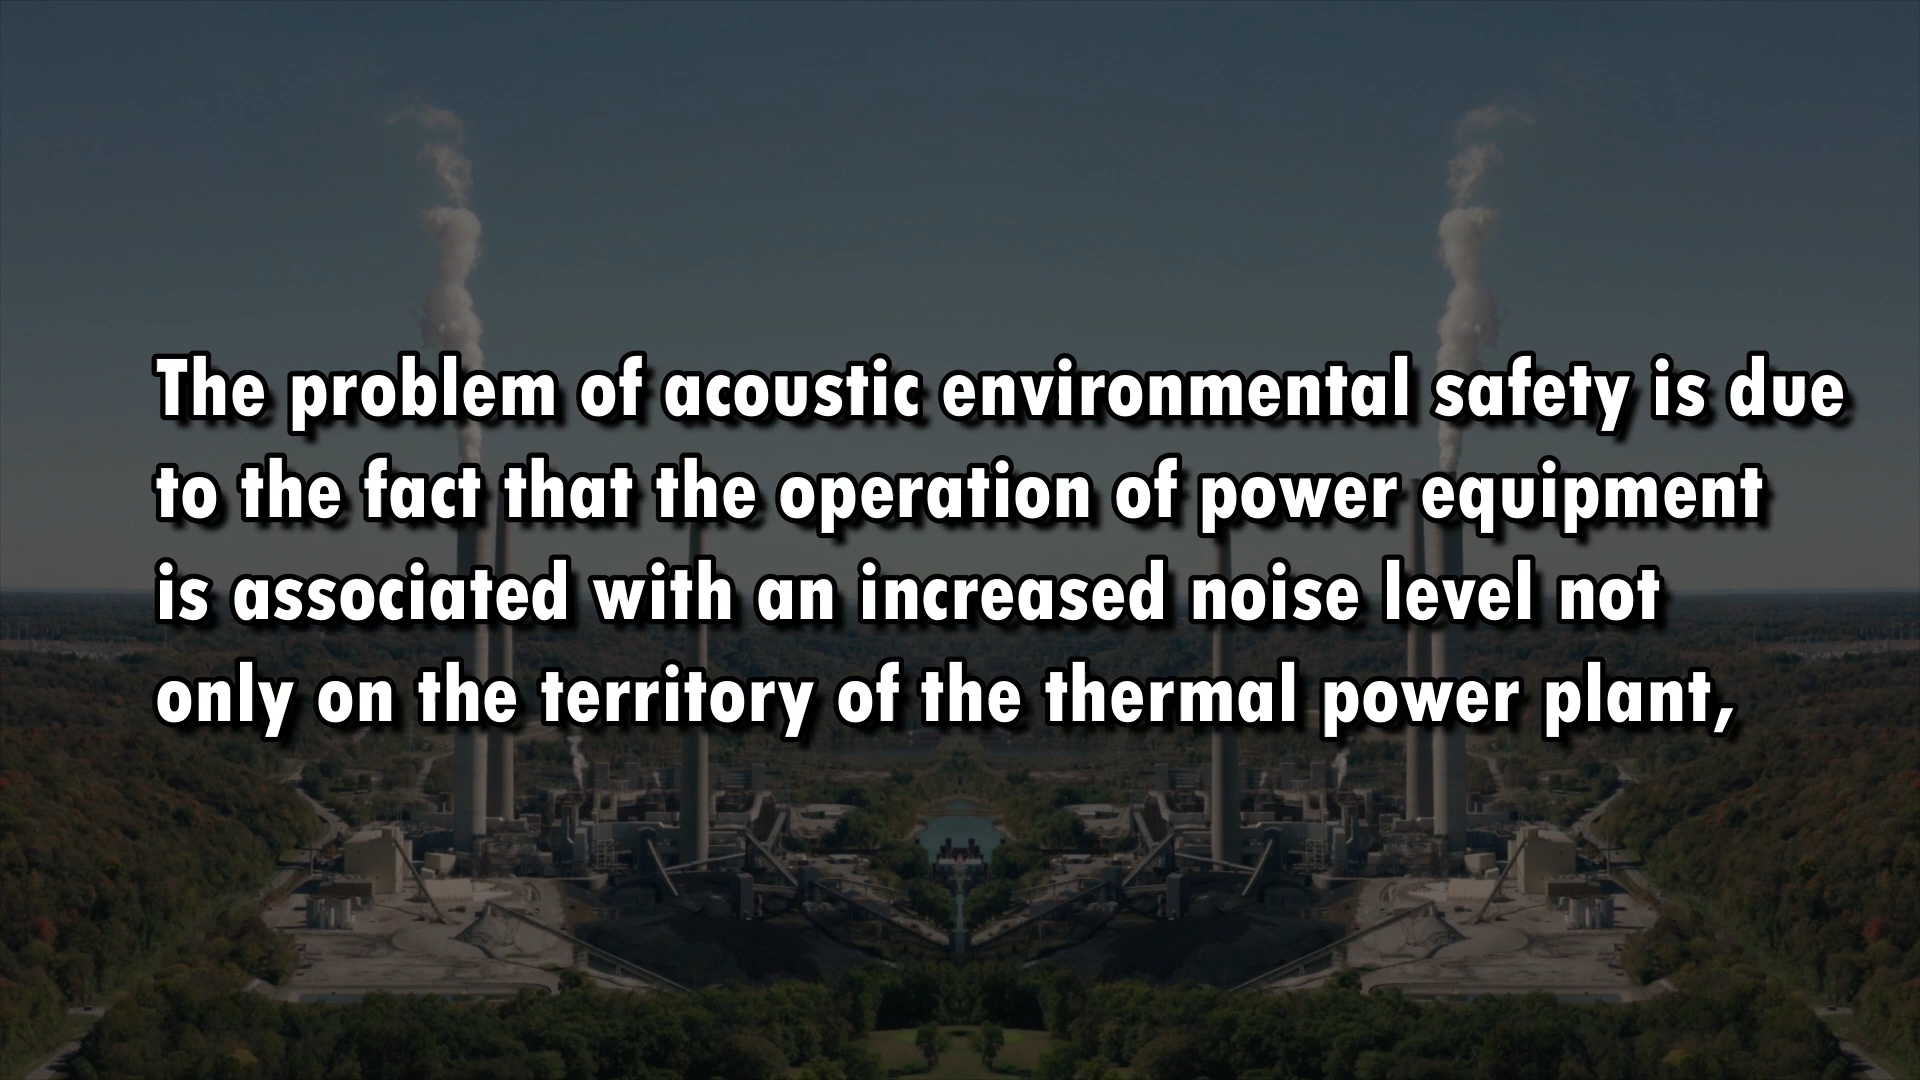 The problem of acoustic environmental safety is due
to the fact that the operation of power equipment
is associated with an increased noise level not
only on the territory of the thermal power plant,